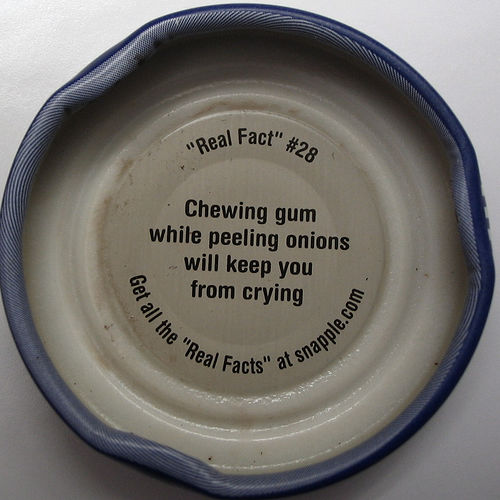 "Real Fact" #28
Chewing gum
while peeling onions
will keep you
from crying
Get all the "Real Facts" at snapple.com